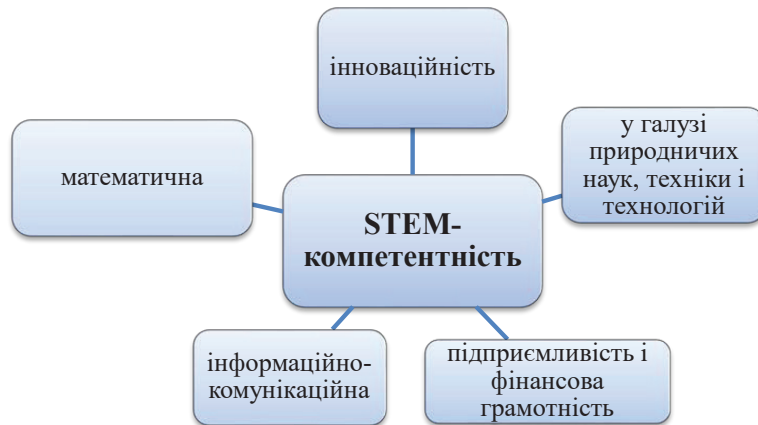 інноваційність
математична
у галузі
природничих
наук, техніки і
технологій
STEM-
компетентність
інформаційно-
комунікаційна
підприємливість і
фінансова
грамотність